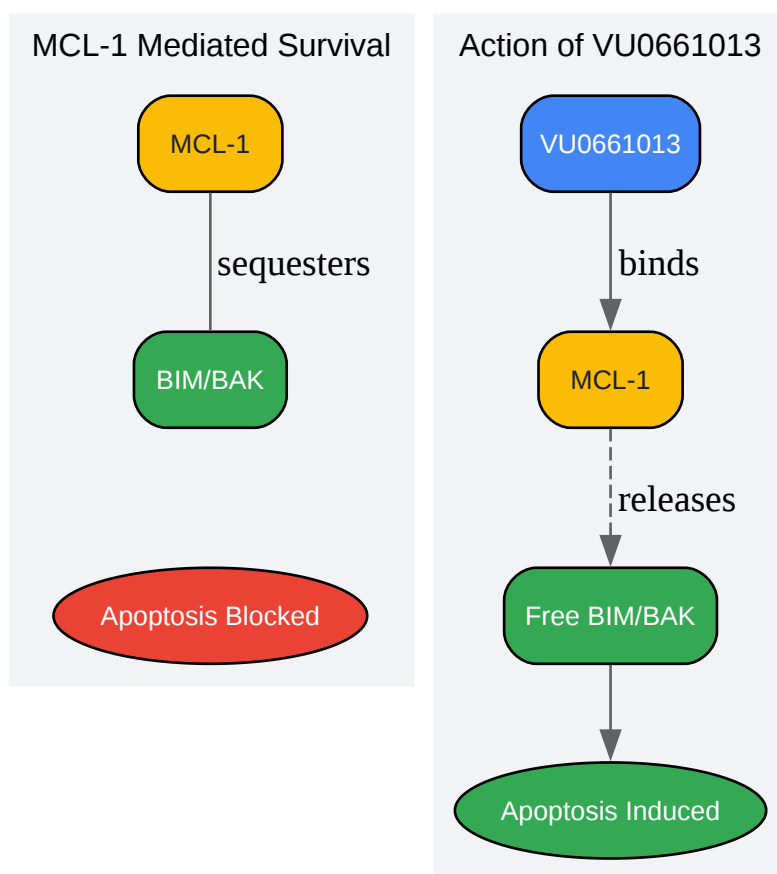 MCL-1 Mediated Survival
MCL-1
sequesters
BIM/BAK
Apoptosis Blocked
Action of VU0661013
VU0661013
binds
MCL-1
releases
Free BIM/BAK
Apoptosis Induced